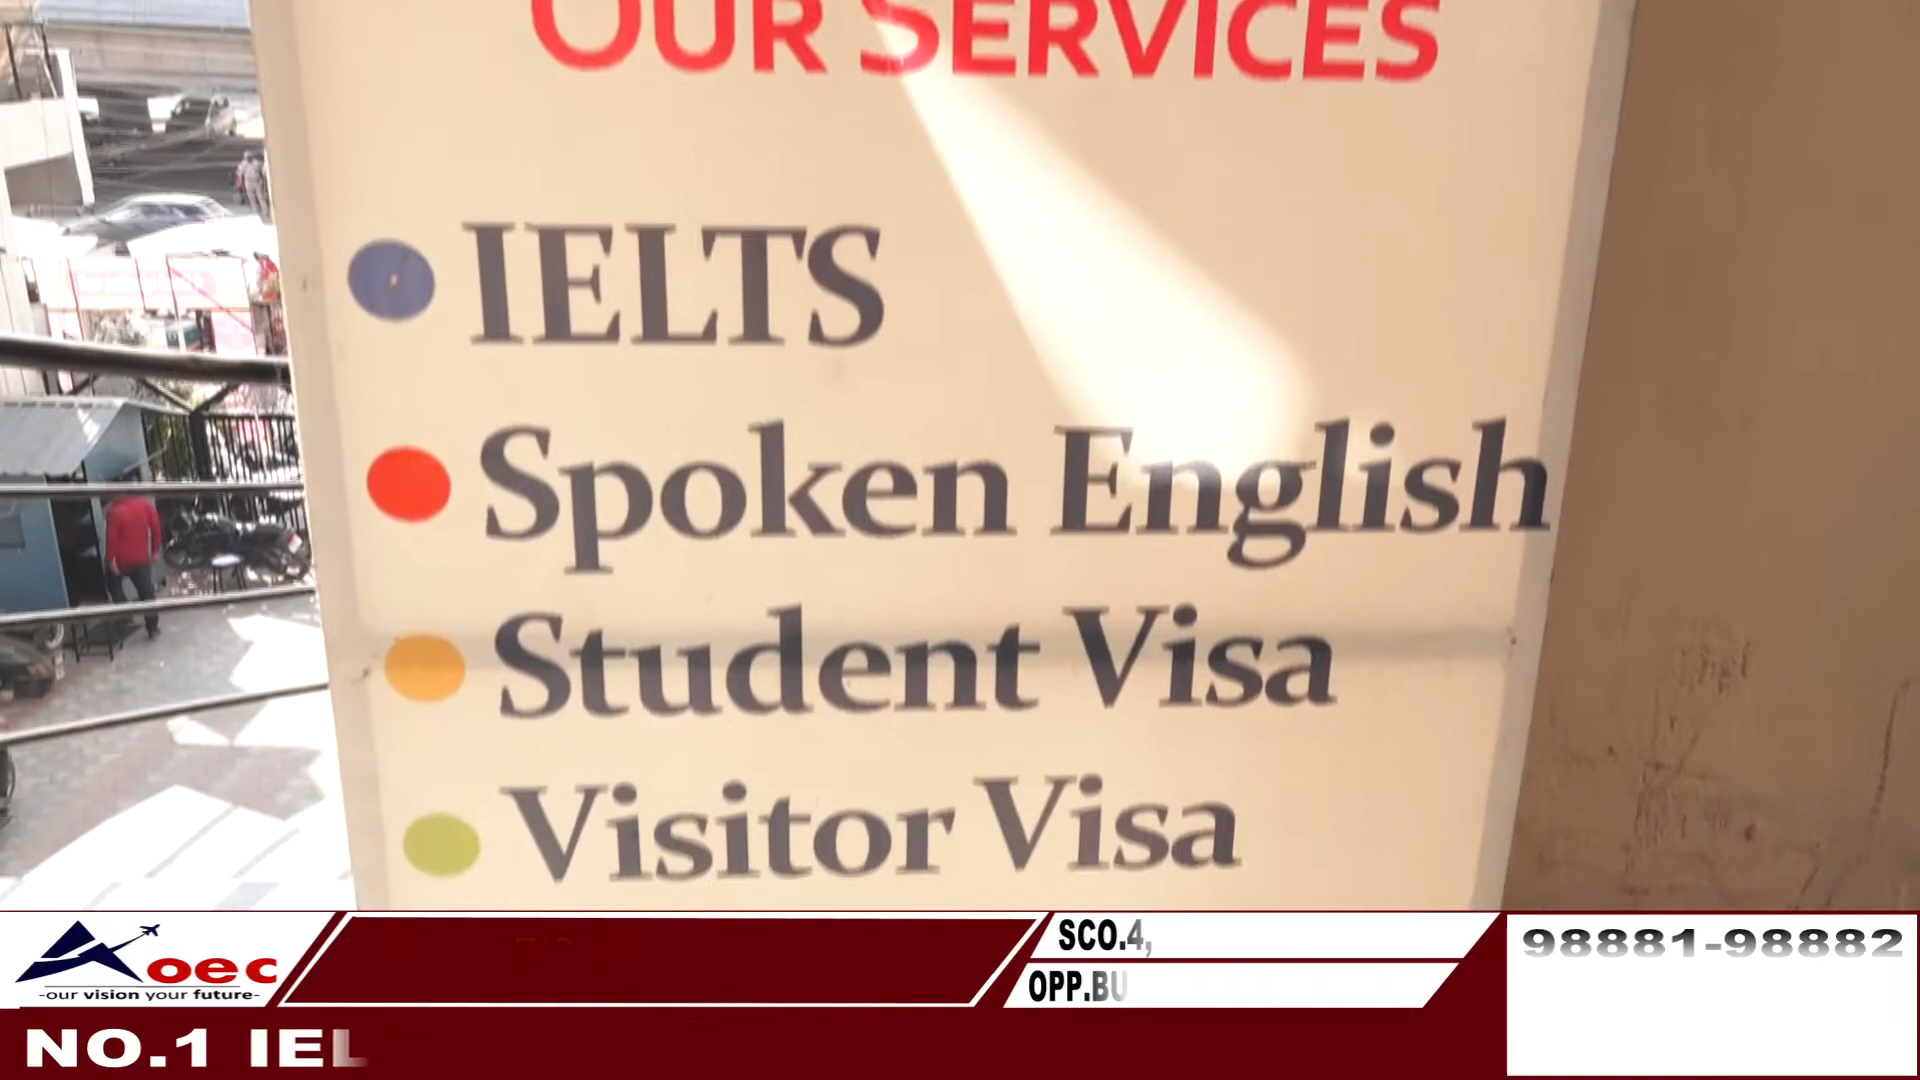 OUR SERVICES
IELTS
Spoken English
Student Visa
Visitor Visa
oec
-our vision your future-
SCO.4,
OPP.BU
98881-98882
NO.1 IEL